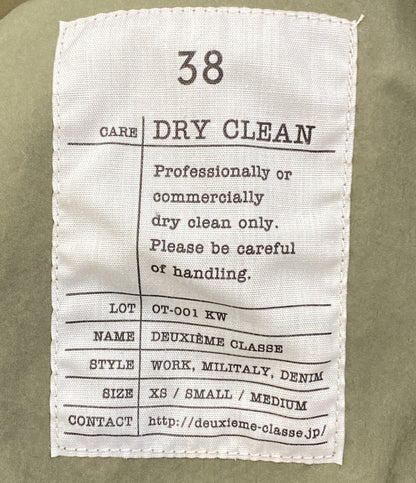 38
CARE DRY CLEAN
Professionally or
commercially
dry clean only.
Please be careful
of handling.
LOT OT-001 KW
NAME DEUXIÈME CLASSE
STYLE WORK, MILITALY, DENIM
SIZE XS / SMALL / MEDIUM
CONTACT http://deuxieme-classe.jp/